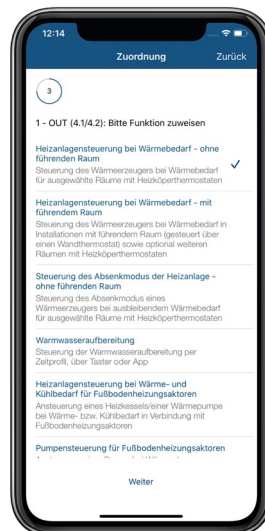 12:14
Zuordnung Zurück
3
1 - OUT (4.1/4.2): Bitte Funktion zuweisen
Heizanlagensteuerung bei Wärmebedarf - ohne
führenden Raum
Steuerung des Wärmeerzeugers bei Wärmebedarf
für ausgewählte Räume mit Heizköperthermostaten
Heizanlagensteuerung bei Wärmebedarf - mit
führendem Raum
Steuerung des Wärmeerzeugers bei Wärmebedarf in
Installationen mit führendem Raum (gesteuert über
einen Wandthermostat) sowie optional weiteren
Räumen mit Heizköperthermostaten
Steuerung des Absenkmodus der Heizanlage -
ohne führenden Raum
Steuerung des Absenkmodus eines
Wärmeerzeugers bei ausbleibendem Wärmebedarf
für ausgewählte Räume mit Heizköperthermostaten
Warmwasseraufbereitung
Steuerung der Warmwasseraufbereitung per
Zeitprofil, über Taster oder App
Heizanlagensteuerung bei Wärme- und
Kühlbedarf für Fußbodenheizungsaktoren
Ansteuerung eines Heizkessels/einer Wärmepumpe
bei Wärme- bzw. Kühlbedarf in Verbindung mit
Fußbodenheizungsaktoren
Pumpensteuerung für Fußbodenheizungsaktoren
Weiter